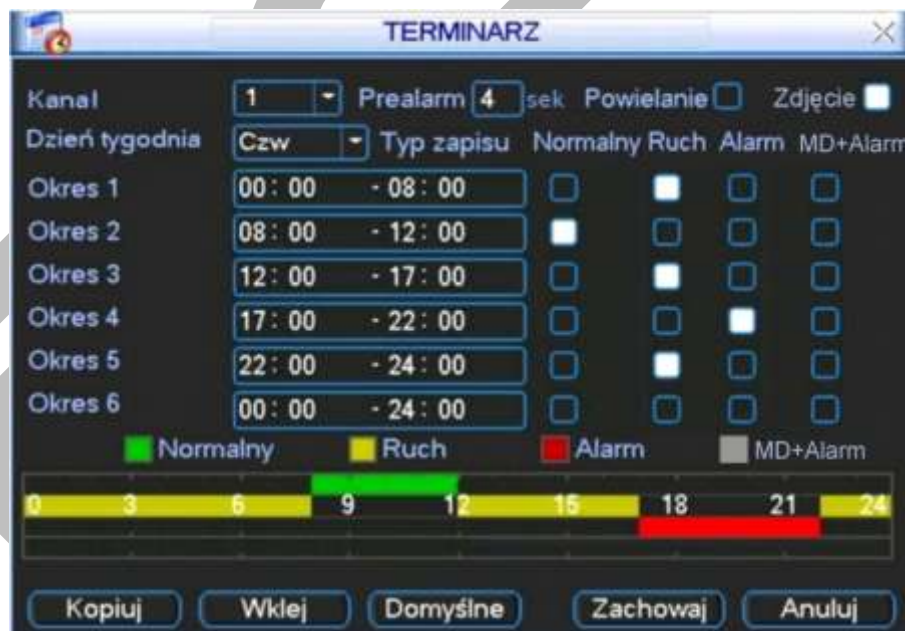 TERMINARZ
Kanał 1 Prealarm 4 sek Powielanie Zdjęcie
Dzień tygodnia Czw Typ zapisu Normalny Ruch Alarm MD+Alarm
Okres 1 00:00 - 08:00
Okres 2 08:00 - 12:00
Okres 3 12:00 - 17:00
Okres 4 17:00 - 22:00
Okres 5 22:00 - 24:00
Okres 6 00:00 - 24:00
Normalny Ruch Alarm MD+Alarm
0 3 6 9 12 15 18 21 24
Kopiuj Wklej Domyślne Zachowaj Anuluj